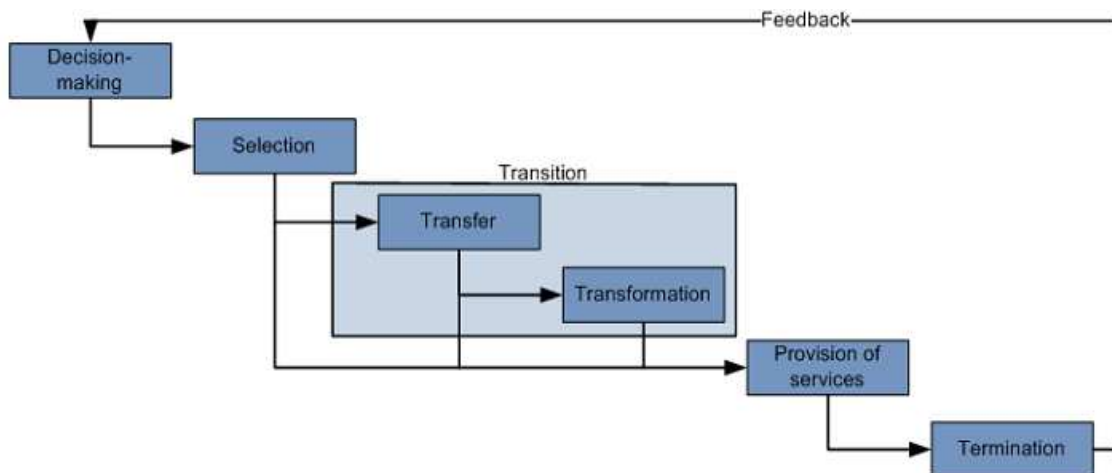 Feedback
Decision-
making
Selection
Transition
Transfer
Transformation
Provision of
services
Termination